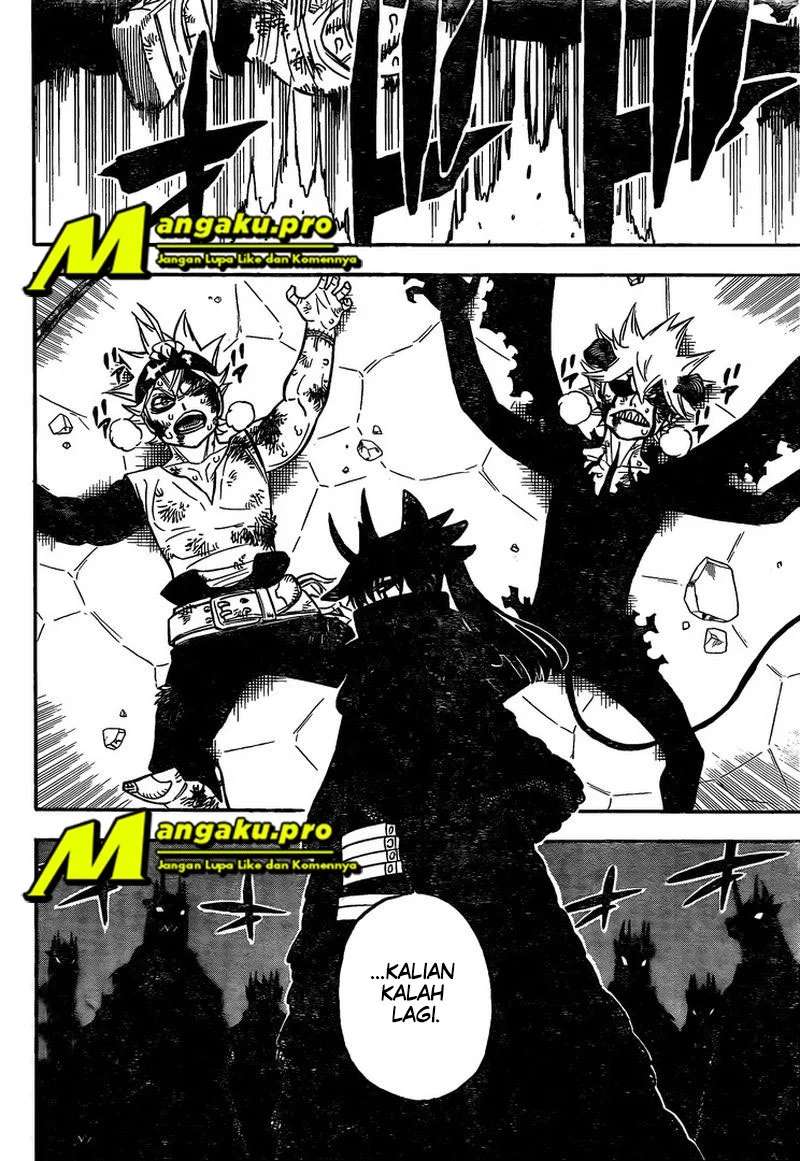 Mangaku.pro
Jangan Lupa Like dan Komennya
Mangaku.pro
Jangan Lupa Like dan Komennya
...KALIAN
KALAH
LAGI.